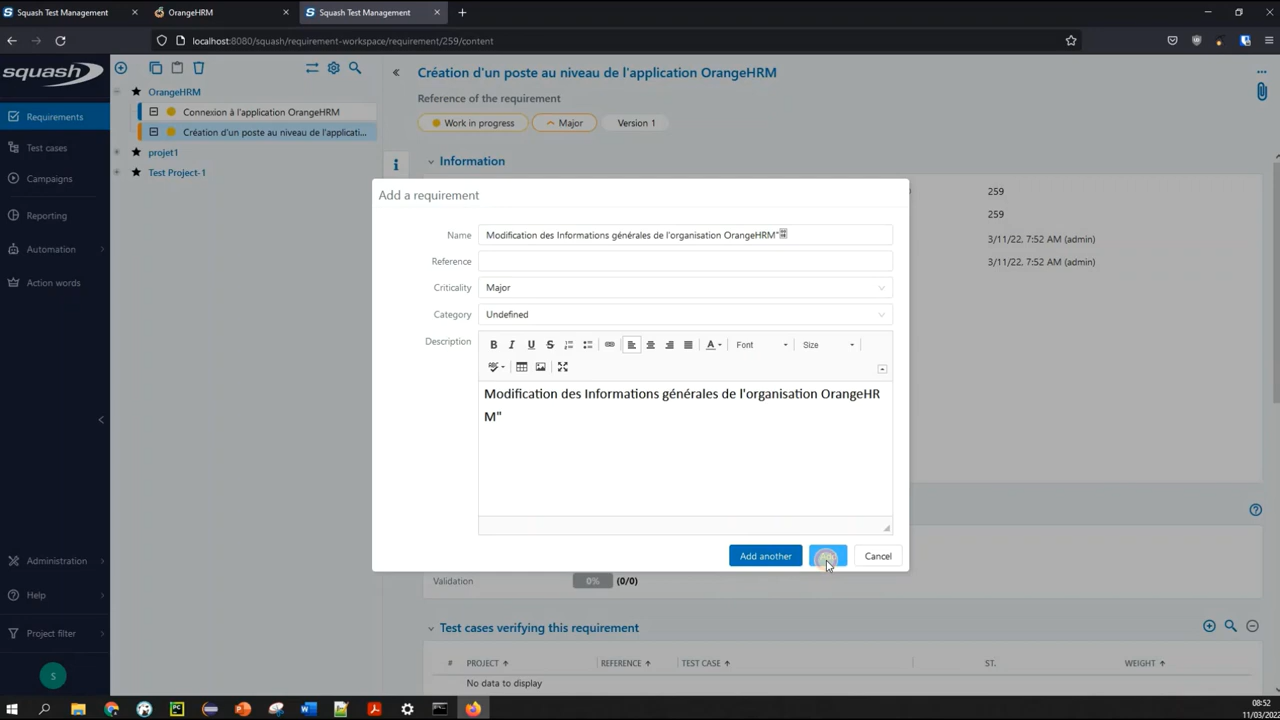 Squash Test Management
OrangeHRM
Squash Test Management
localhost:8080/squash/requirement-workspace/requirement/259/content
squash
Requirements
Test cases
Campaigns
Reporting
Automation
Action words
Administration
Help
Project filter
S
OrangeHRM
Connexion à l'application OrangeHRM
Création d'un poste au niveau de l'applicati...
projet1
Test Project-1
Création d'un poste au niveau de l'application OrangeHRM
Reference of the requirement
Work in progress
Major
Version 1
Information
259
259
3/11/22, 7:52 AM (admin)
3/11/22, 7:52 AM (admin)
Add a requirement
Name
Modification des Informations générales de l'organisation OrangeHRM"
Reference
Criticality
Major
Category
Undefined
Description
Font
Size
Modification des Informations générales de l'organisation OrangeHR
M"
Add another
Cancel
Validation
0%
(0/0)
Test cases verifying this requirement
#
PROJECT
REFERENCE
TEST CASE
ST.
WEIGHT
No data to display
08:52
11/03/2022